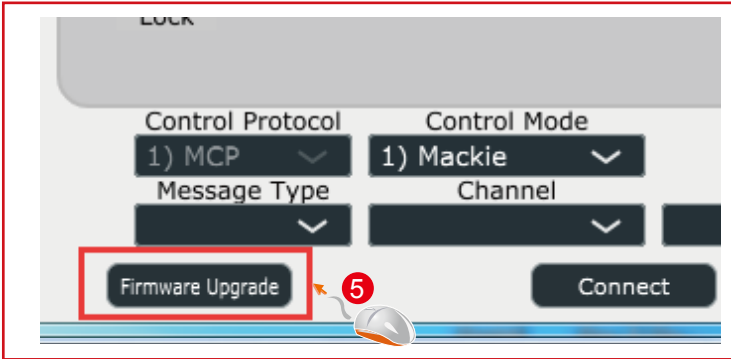 Lock
Control Protocol Control Mode
1) MCP 1) Mackie
Message Type Channel
Firmware Upgrade 5 Connect